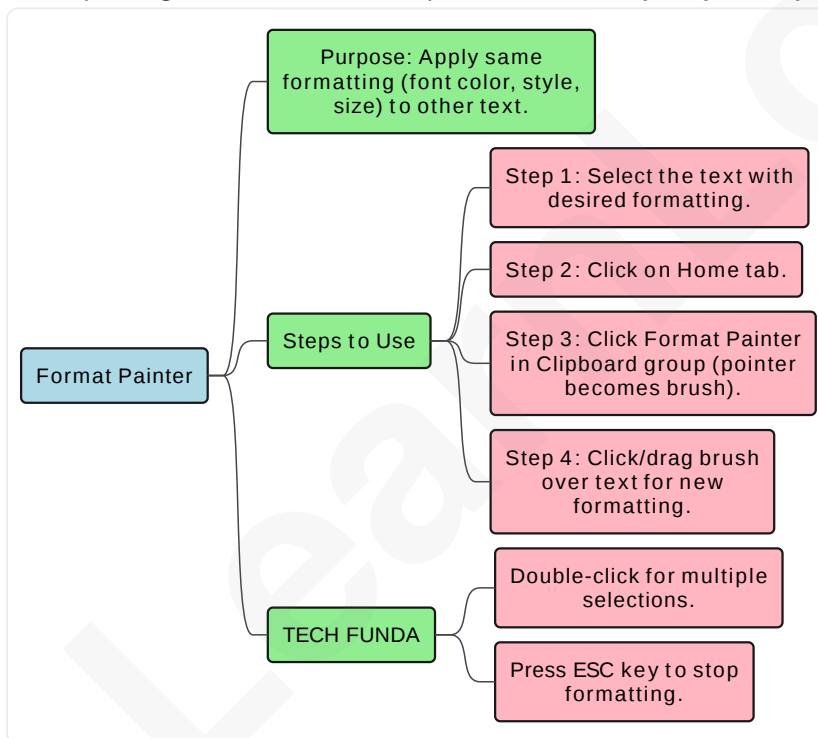 Purpose: Apply same
formatting (font color, style,
size) to other text.
Step 1: Select the text with
desired formatting.
Step 2: Click on Home tab.
Steps to Use
Step 3: Click Format Painter
in Clipboard group (pointer
becomes brush).
Format Painter
Step 4: Click/drag brush
over text for new
formatting.
Double-click for multiple
selections.
TECH FUNDA
Press ESC key to stop
formatting.